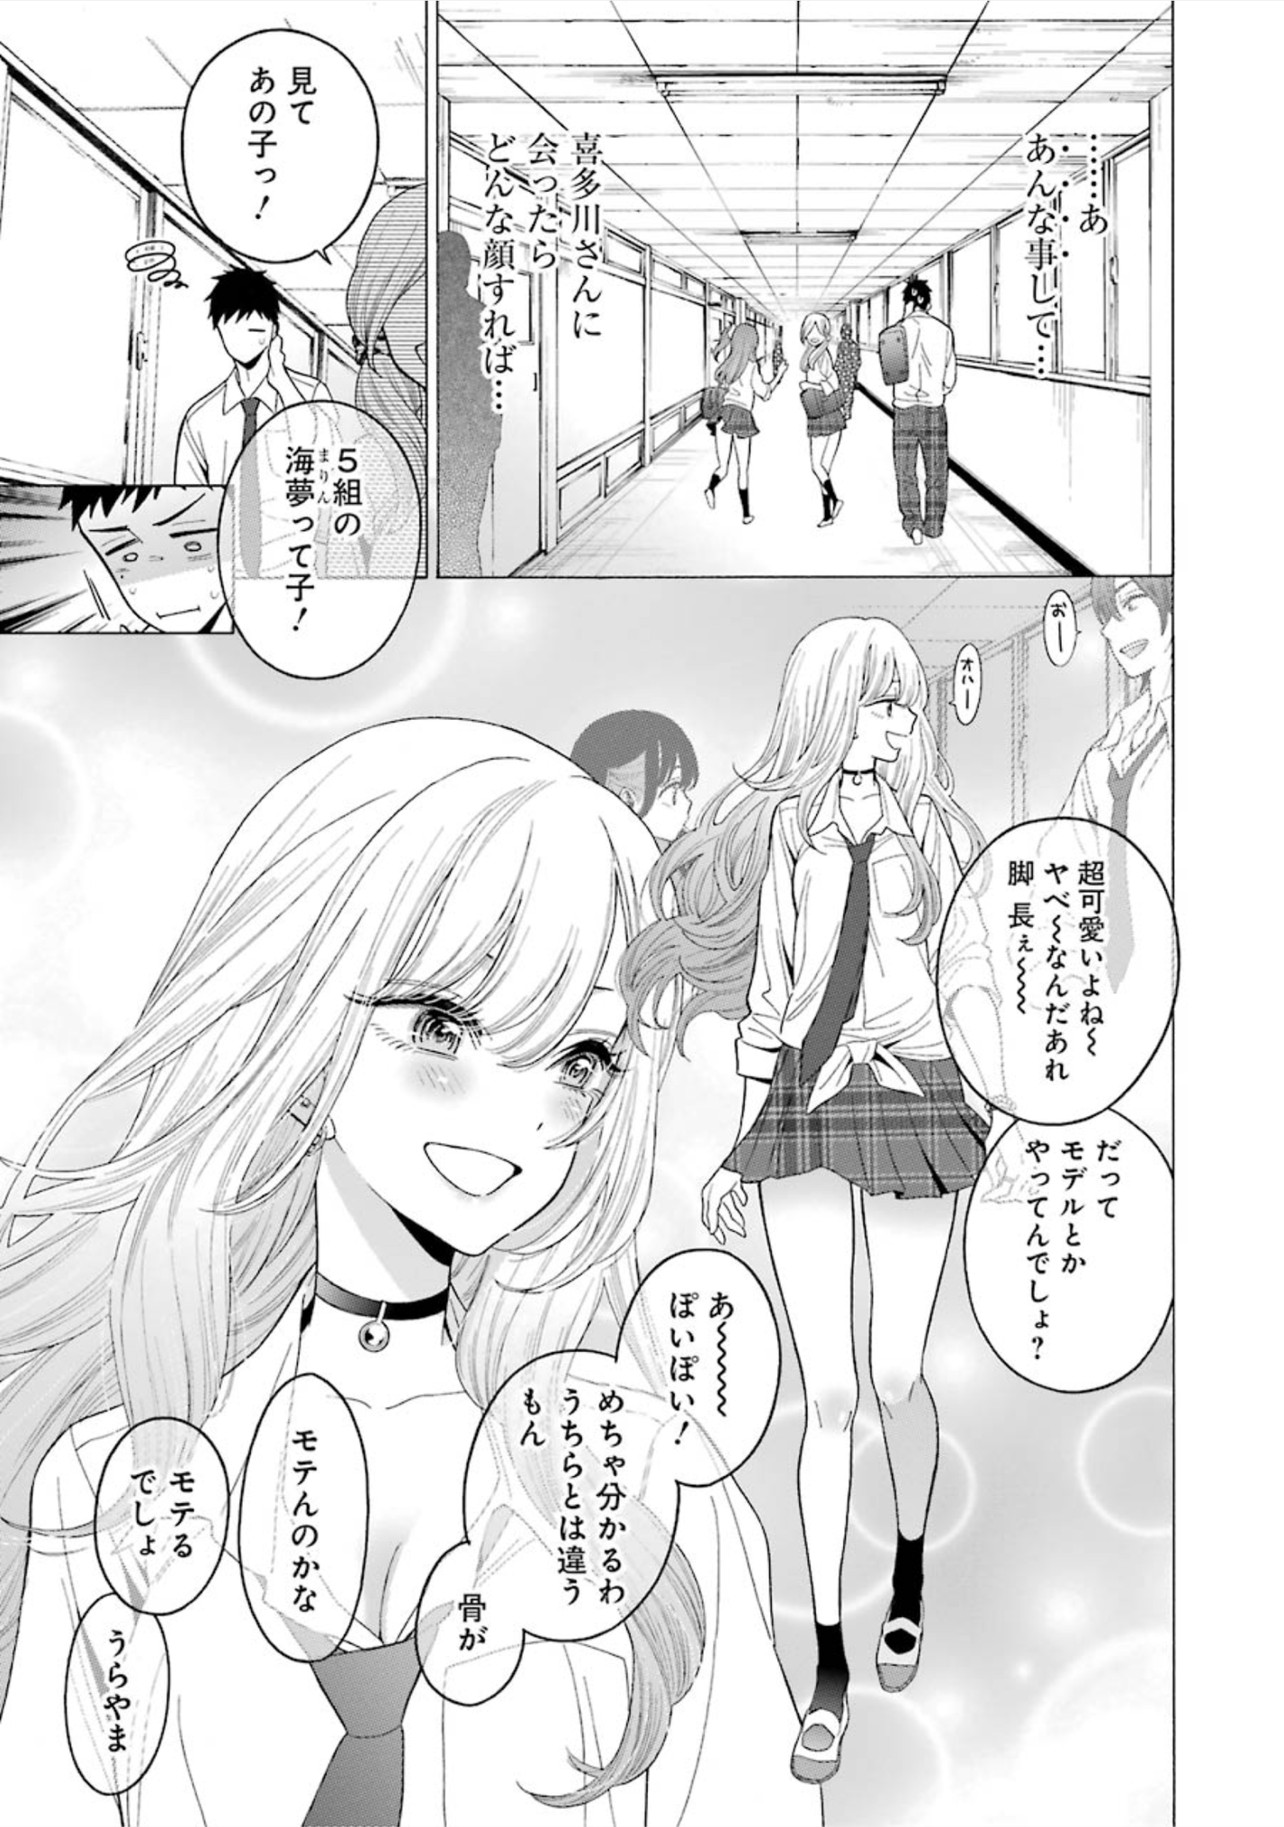 ………あ
あんな事して…
喜多川さんに
会ったら
どんな顔すれば…
見て
あの子っ！
5組の
海夢って子！
まりん
おー
オハー
超可愛いよね〜
ヤベ〜なんだあれ
脚長ぇ〜〜
だって
モデルとか
やってんでしょ？
あ〜〜〜〜
ぽいぽい！
めちゃ分かるわ
うちらとは違う
もん
骨が
モテんのかな
モテる
でしょ
うらやま